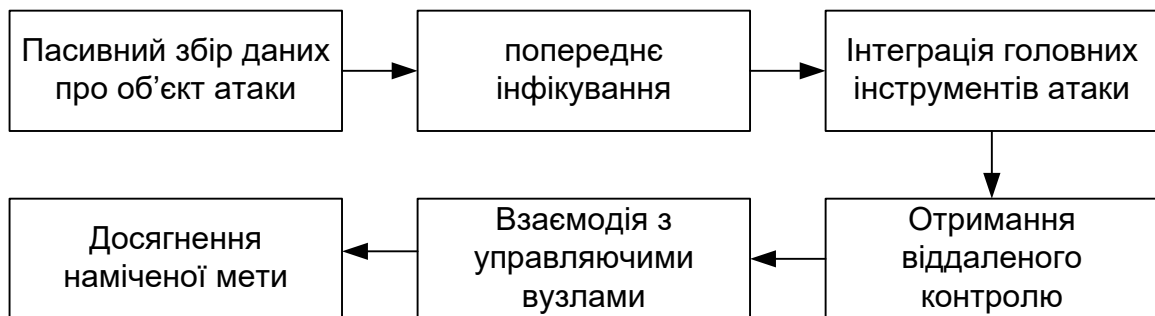 Пасивний збір даних
про об’єкт атаки
попереднє
інфікування
Інтеграція головних
інструментів атаки
Отримання
віддаленого
контролю
Взаємодія з
управляючими
вузлами
Досягнення
наміченої мети